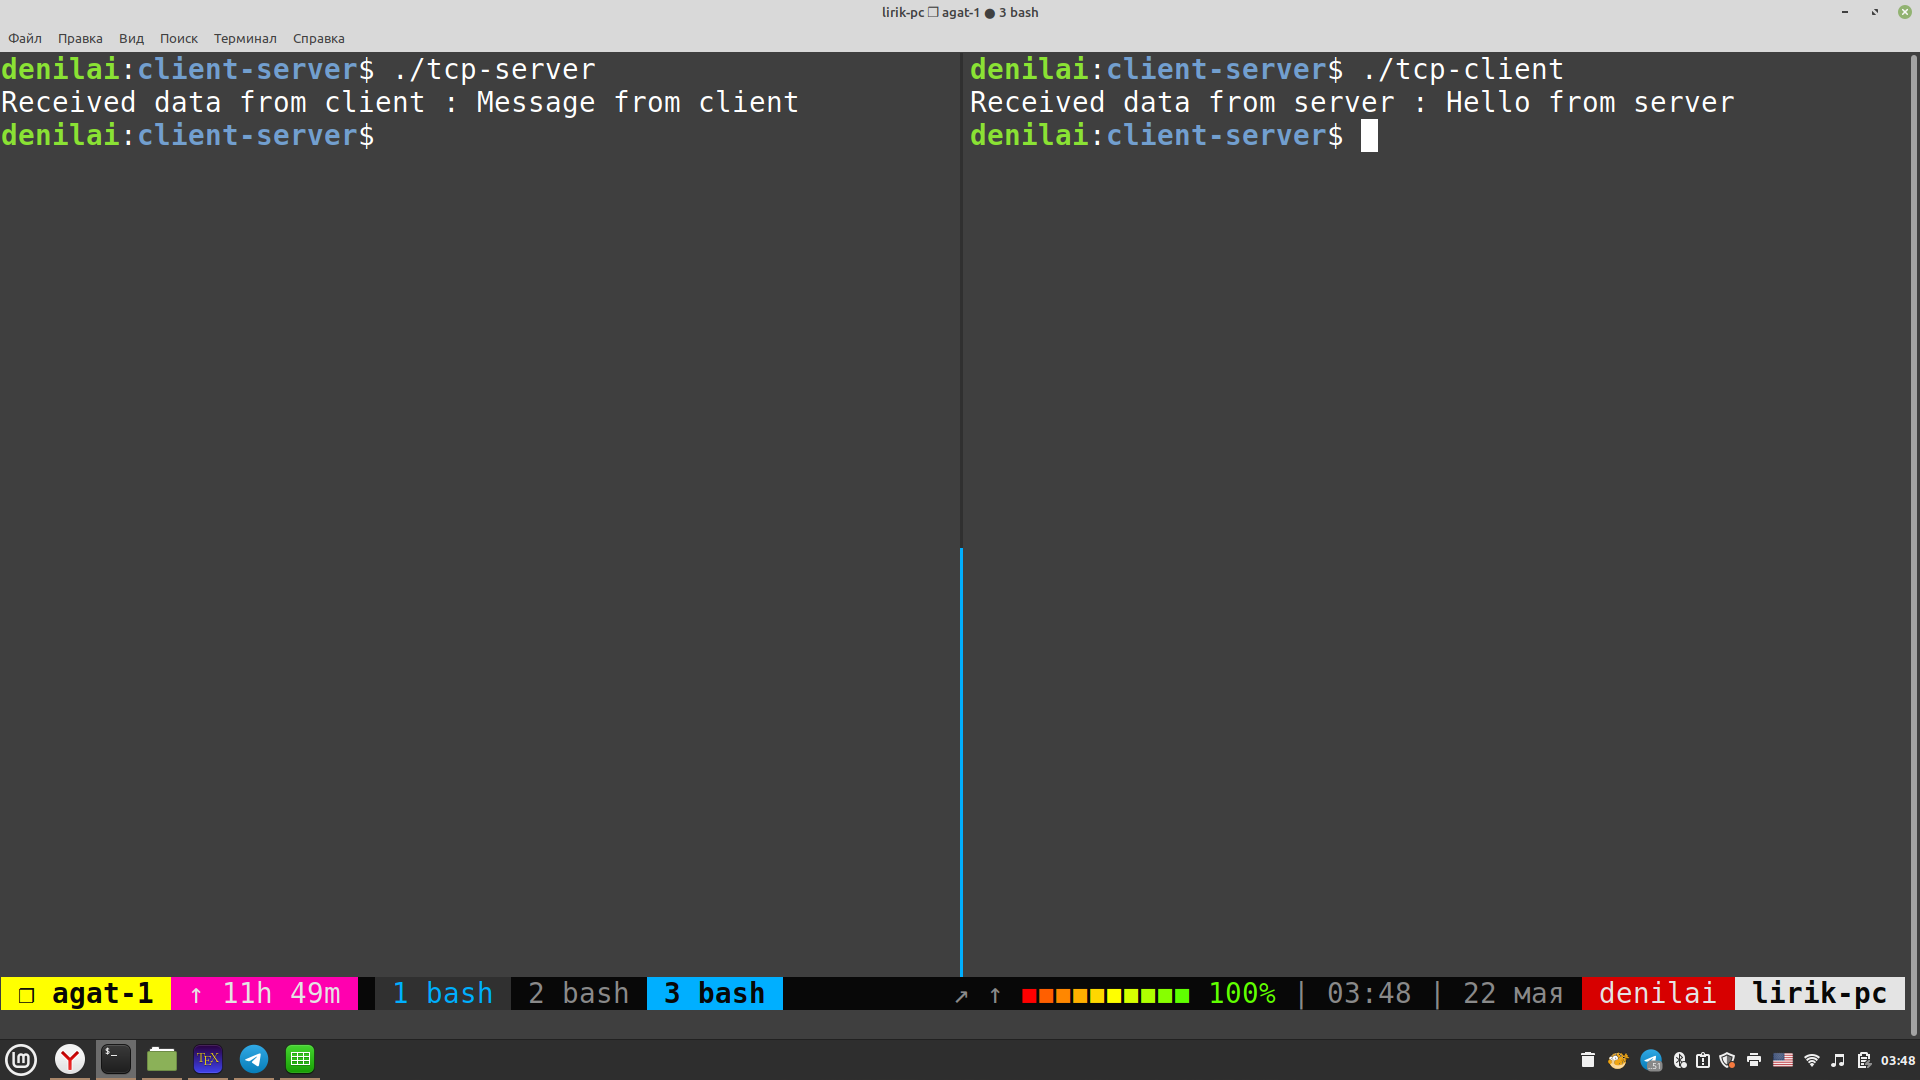 lirik-pc ❐ agat-1 ● 3 bash
Файл Правка Вид Поиск Терминал Справка
denilai:client-server$ ./tcp-server
Received data from client : Message from client
denilai:client-server$
denilai:client-server$ ./tcp-client
Received data from server : Hello from server
denilai:client-server$
❐ agat-1 ↑ 11h 49m 1 bash 2 bash 3 bash ↗ ↑ ■■■■■■■■■■ 100% | 03:48 | 22 мая denilai lirik-pc
$_ TEX 51 03:48